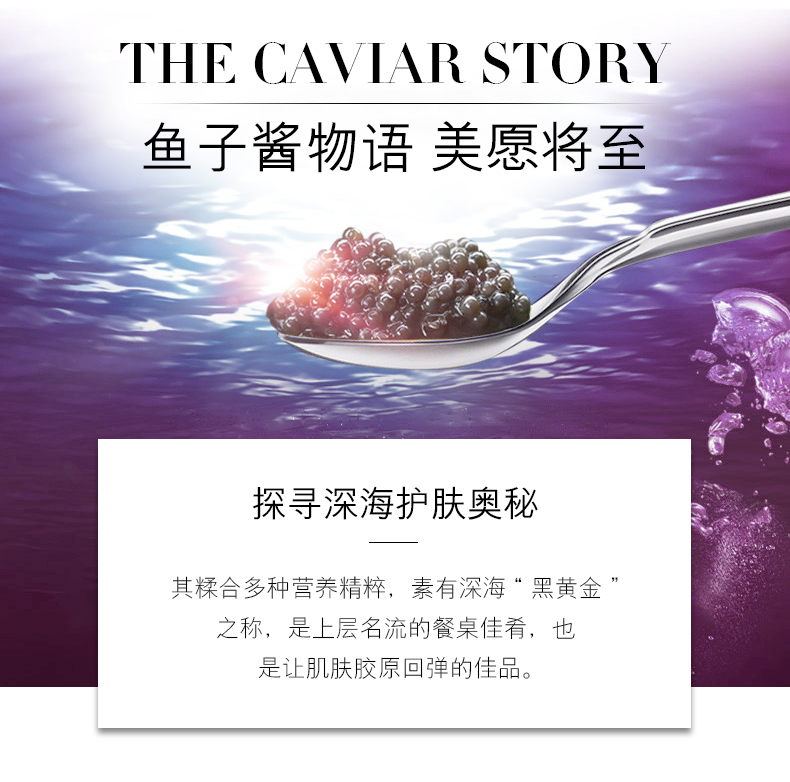 THE CAVIAR STORY
鱼子酱物语 美愿将至
探寻深海护肤奥秘
其糅合多种营养精粹，素有深海“黑黄金”
之称，是上层名流的餐桌佳肴，也
是让肌肤胶原回弹的佳品。